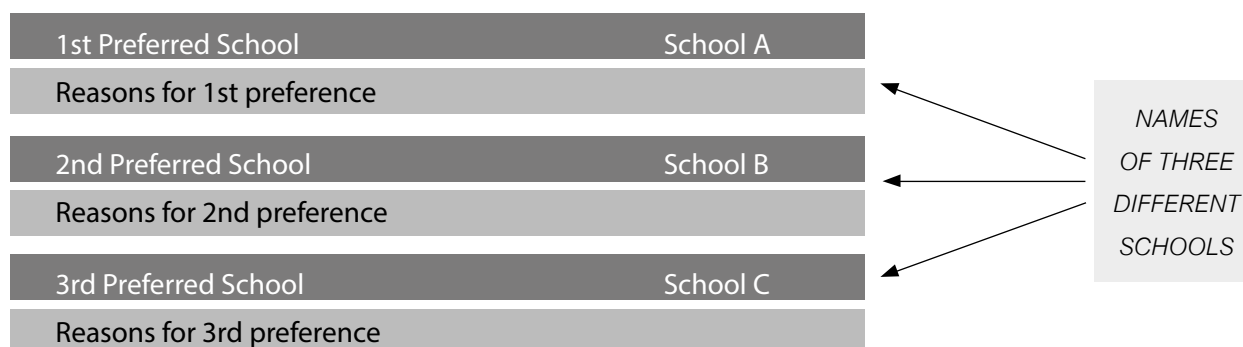 1st Preferred School School A
Reasons for 1st preference
2nd Preferred School School B
Reasons for 2nd preference
3rd Preferred School School C
Reasons for 3rd preference
NAMES
OF THREE
DIFFERENT
SCHOOLS